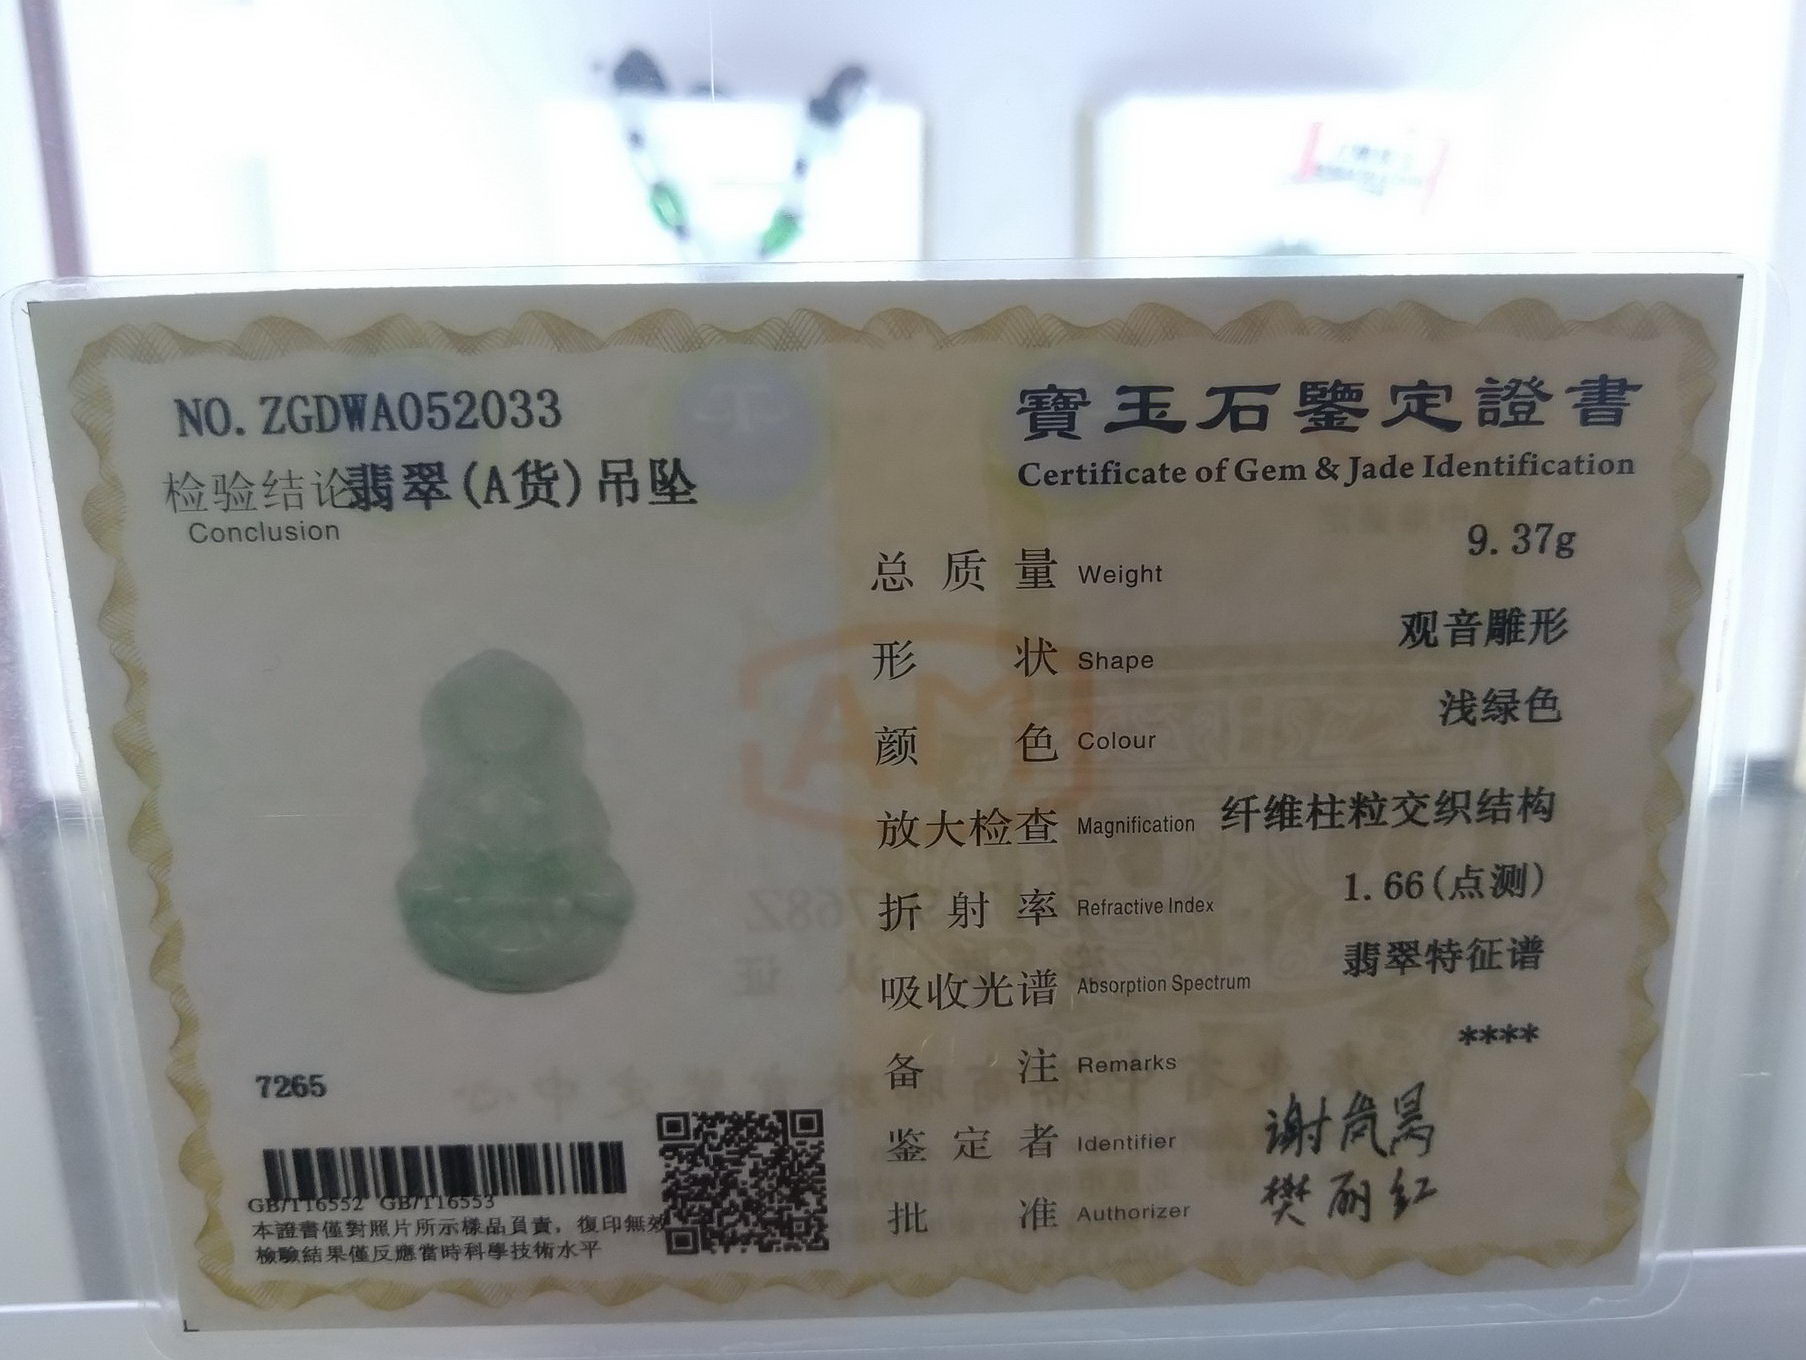 NO. ZGDWA052033
检验结论翡翠(A货)吊坠
Conclusion
寶玉石鑒定證書
Certificate of Gem & Jade Identification
总质量 Weight 9.37g
形状 Shape 观音雕形
颜色 Colour 浅绿色
放大检查 Magnification 纤维柱粒交织结构
折射率 Refractive Index 1.66(点测)
吸收光谱 Absorption Spectrum 翡翠特征谱
备注 Remarks ****
鉴定者 Identifier
批准 Authorizer 樊丽红
7265
GB/T16552 GB/T16553
本證書僅對照片所示樣品負責，復印無效
檢驗結果僅反應當時科學技術水平
AM